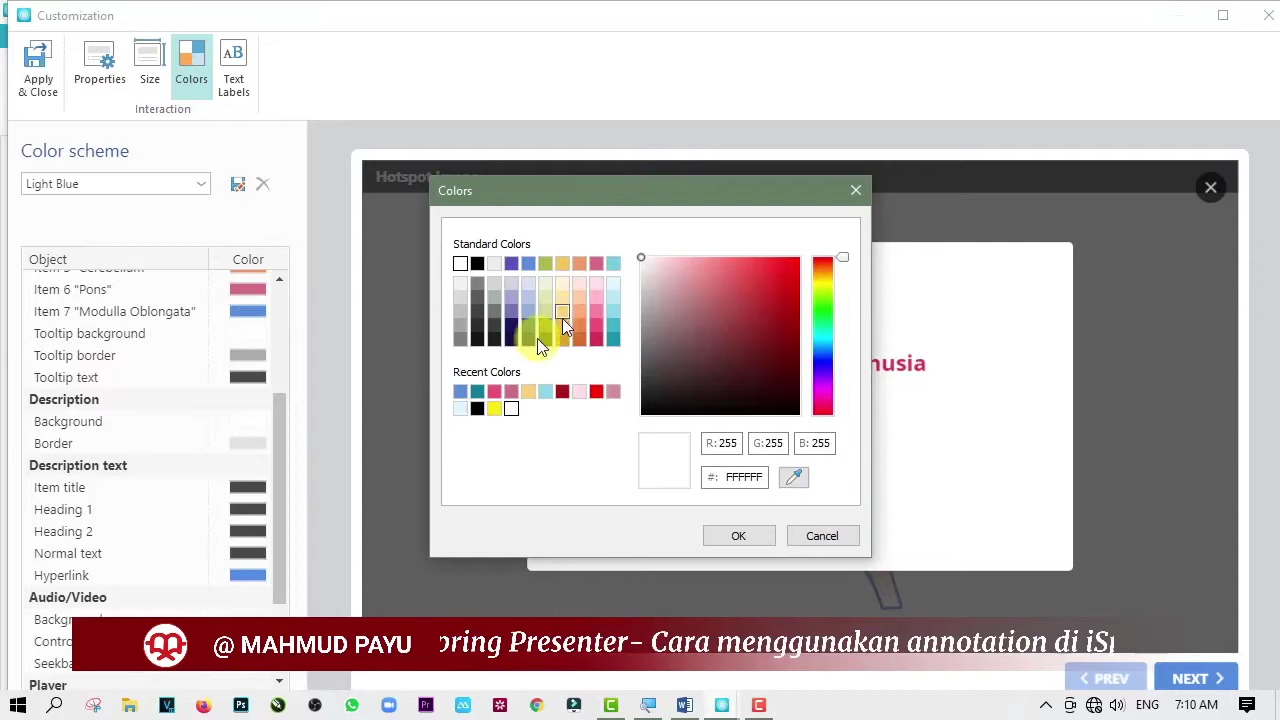 Customization
Apply
& Close
Properties
Size
Colors
AB
Text
Labels
Interaction
Color scheme
Light Blue
Object
Color
Item 6 "Pons"
Item 7 "Modulla Oblongata"
Tooltip background
Tooltip border
Tooltip text
Description
Background
Border
Description text
Item title
Heading 1
Heading 2
Normal text
Hyperlink
Audio/Video
Player
Colors
Standard Colors
Recent Colors
R: 255
G: 255
B: 255
#: FFFFFF
OK
Cancel
nusia
PREV
NEXT
@ MAHMUD PAYU
oring Presenter- Cara menggunakan annotation di iS
ENG
7:10 AM